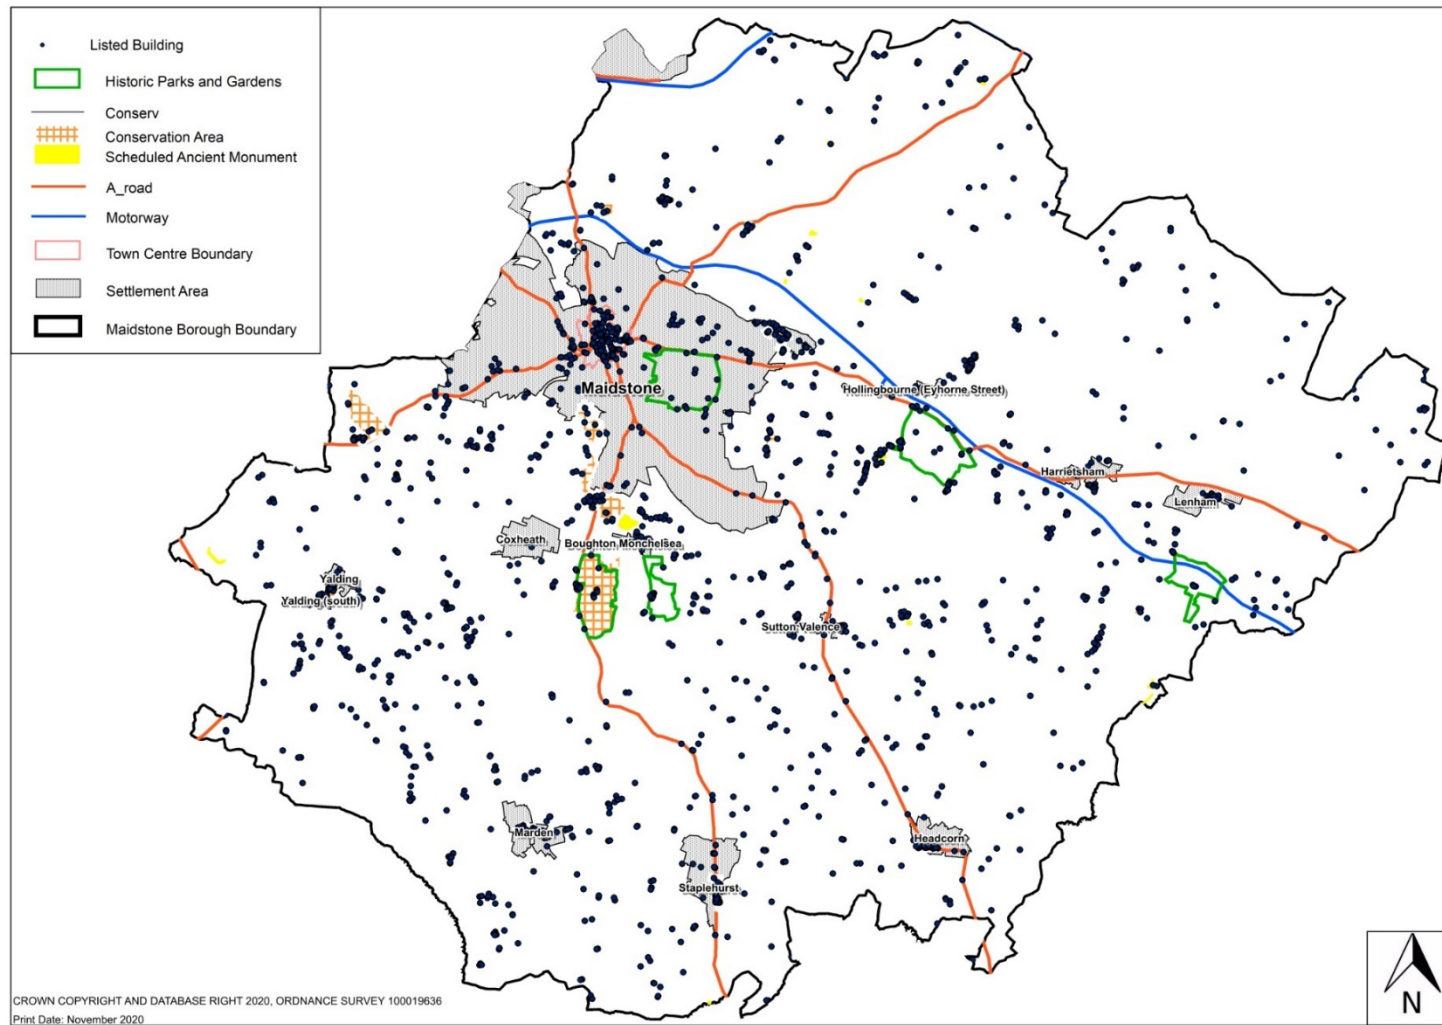 Listed Building
Historic Parks and Gardens
Conserv
Conservation Area
Scheduled Ancient Monument
A_road
Motorway
Town Centre Boundary
Settlement Area
Maidstone Borough Boundary
Maidstone
Hollingbourne (Eyhorne Street)
Harrietsham
Lenham
Coxheath
Boughton Monchelsea
Yalding
Yalding (south)
Sutton Valence
Marden
Headcorn
Staplehurst
CROWN COPYRIGHT AND DATABASE RIGHT 2020, ORDNANCE SURVEY 100019636
Print Date: November 2020
N